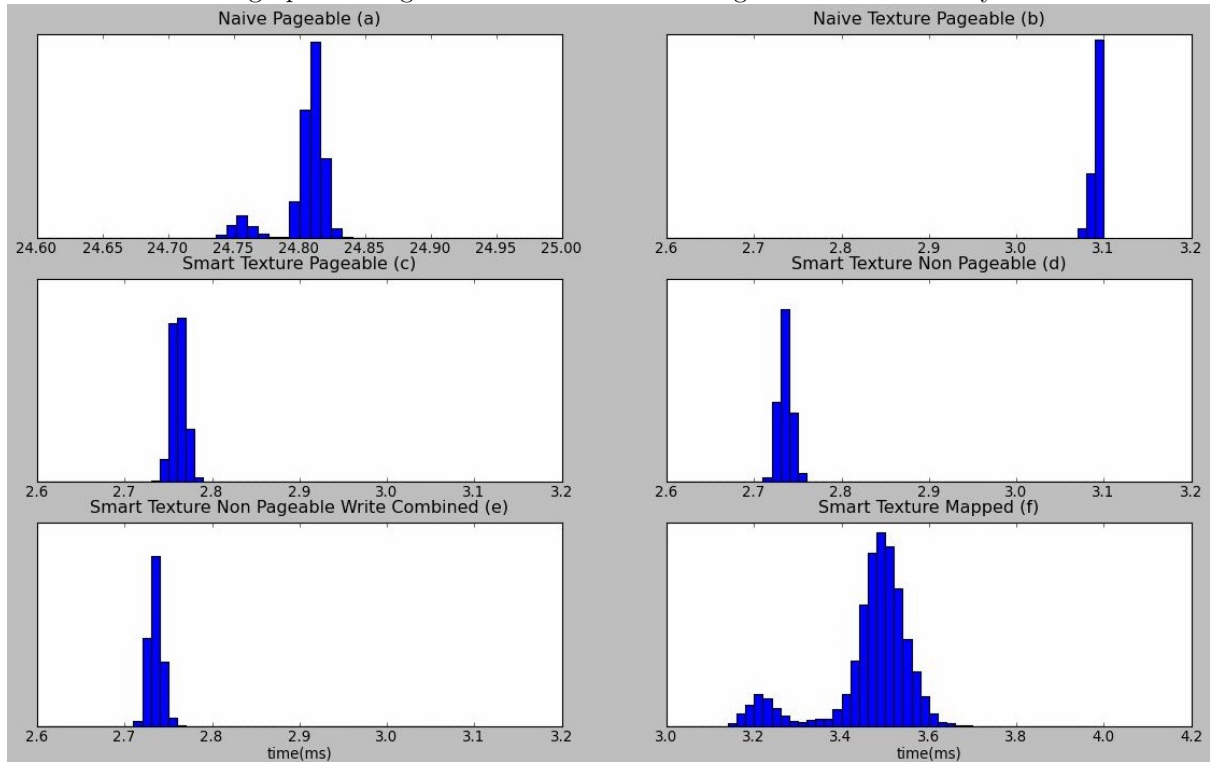 Naive Pageable (a)
Naive Texture Pageable (b)
24.60 24.65 24.70 24.75 24.80 24.85 24.90 24.95 25.00
2.6 2.7 2.8 2.9 3.0 3.1 3.2
Smart Texture Pageable (c)
Smart Texture Non Pageable (d)
2.6 2.7 2.8 2.9 3.0 3.1 3.2
2.6 2.7 2.8 2.9 3.0 3.1 3.2
Smart Texture Non Pageable Write Combined (e)
Smart Texture Mapped (f)
2.6 2.7 2.8 2.9 3.0 3.1 3.2
3.0 3.2 3.4 3.6 3.8 4.0 4.2
time(ms)
time(ms)